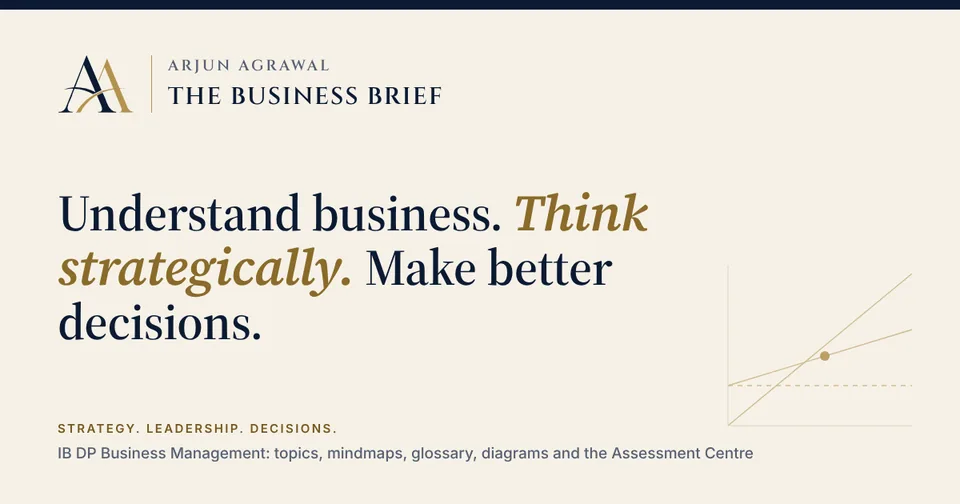 ARJUN AGRAWAL
THE BUSINESS BRIEF
Understand business. Think
strategically. Make better
decisions.
STRATEGY. LEADERSHIP. DECISIONS.
IB DP Business Management: topics, mindmaps, glossary, diagrams and the Assessment Centre